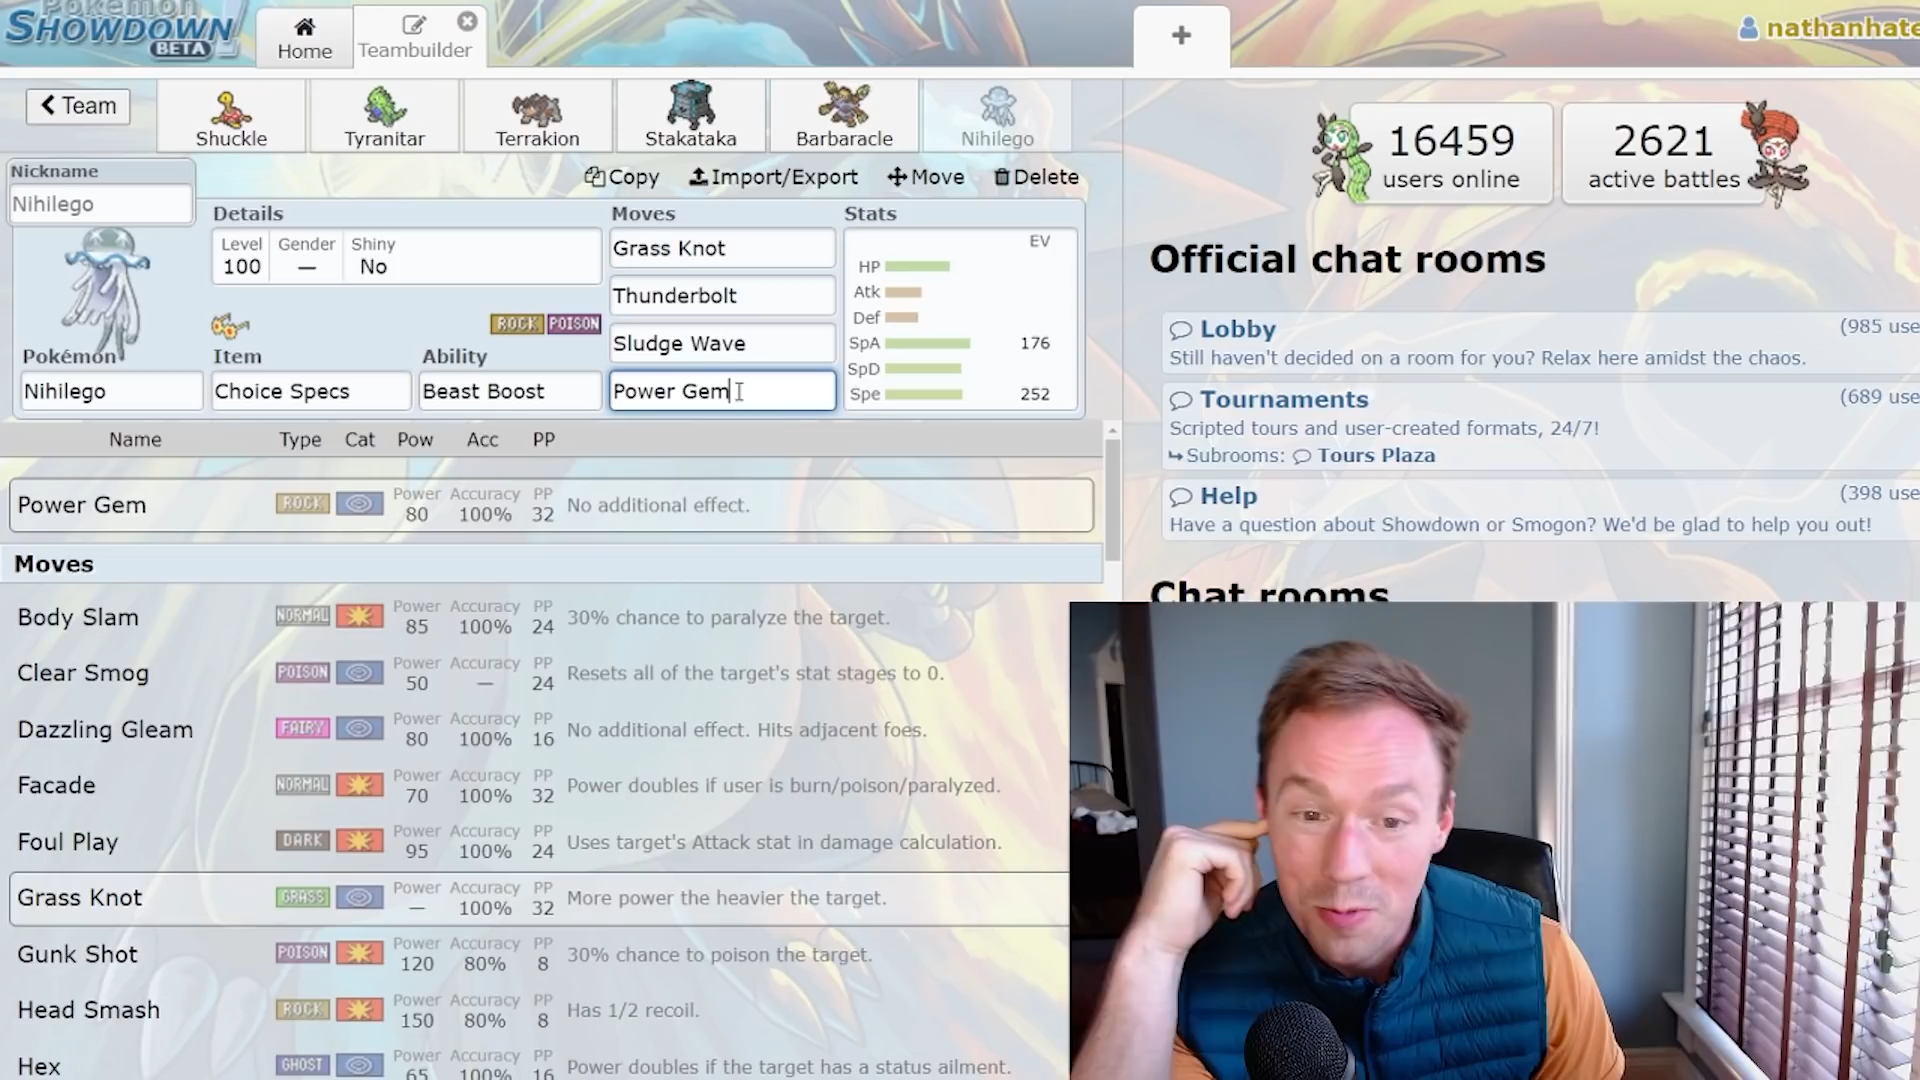 Pokémon
SHOWDOWN
BETA
Home
Teambuilder
+
nathanhate
Team
Shuckle
Tyranitar
Terrakion
Stakataka
Barbaracle
Nihilego
Nickname
Nihilego
Copy
Import/Export
Move
Delete
Details
Moves
Stats
Level
100
Gender
—
Shiny
No
Grass Knot
Thunderbolt
Sludge Wave
Power Gem
EV
HP
Atk
Def
SpA 176
SpD
Spe 252
ROCK POISON
Pokémon
Nihilego
Item
Choice Specs
Ability
Beast Boost
Name Type Cat Pow Acc PP
Power Gem ROCK Power 80 Accuracy 100% PP 32 No additional effect.
Moves
Body Slam NORMAL Power 85 Accuracy 100% PP 24 30% chance to paralyze the target.
Clear Smog POISON Power 50 Accuracy — PP 24 Resets all of the target's stat stages to 0.
Dazzling Gleam FAIRY Power 80 Accuracy 100% PP 16 No additional effect. Hits adjacent foes.
Facade NORMAL Power 70 Accuracy 100% PP 32 Power doubles if user is burn/poison/paralyzed.
Foul Play DARK Power 95 Accuracy 100% PP 24 Uses target's Attack stat in damage calculation.
Grass Knot GRASS Power — Accuracy 100% PP 32 More power the heavier the target.
Gunk Shot POISON Power 120 Accuracy 80% PP 8 30% chance to poison the target.
Head Smash ROCK Power 150 Accuracy 80% PP 8 Has 1/2 recoil.
Hex GHOST Power 65 Accuracy 100% PP 16 Power doubles if the target has a status ailment.
16459
users online
2621
active battles
Official chat rooms
Lobby (985 use
Still haven't decided on a room for you? Relax here amidst the chaos.
Tournaments (689 use
Scripted tours and user-created formats, 24/7!
Subrooms: Tours Plaza
Help (398 use
Have a question about Showdown or Smogon? We'd be glad to help you out!
Chat rooms